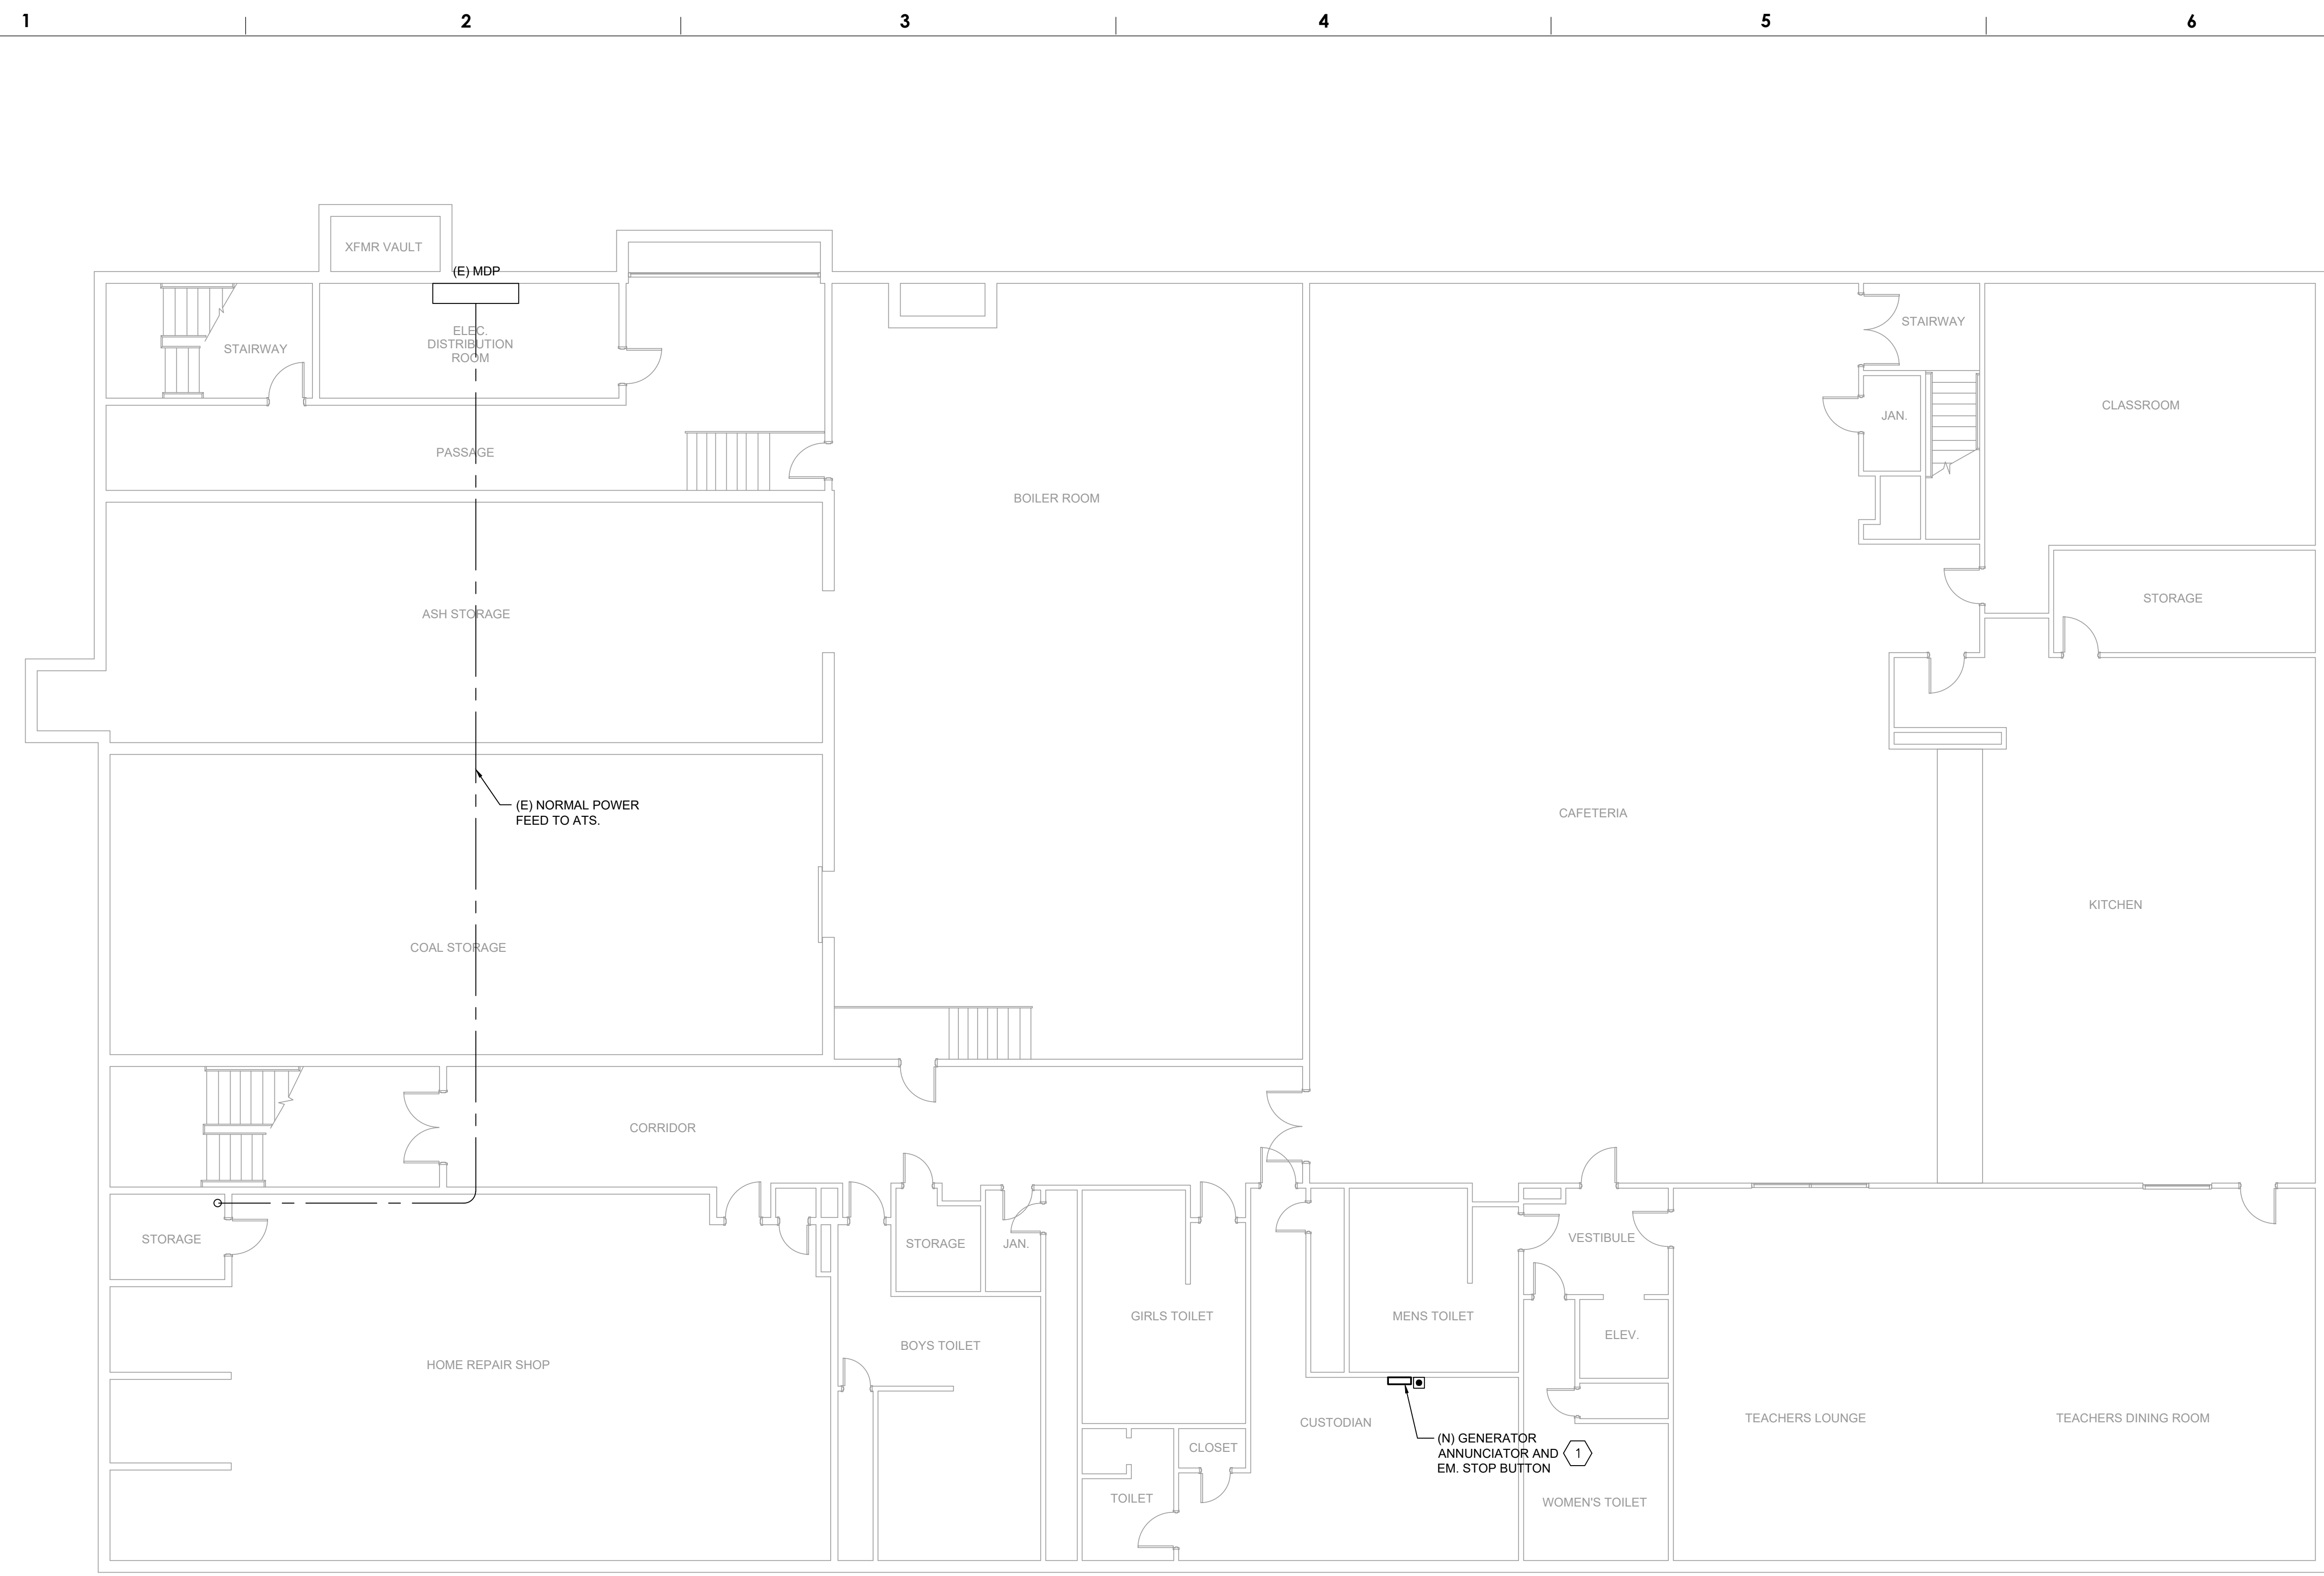 1 2 3 4 5 6
XFMR VAULT
(E) MDP
ELEC.
DISTRIBUTION
ROOM
STAIRWAY
STAIRWAY
JAN.
CLASSROOM
PASSAGE
BOILER ROOM
STORAGE
ASH STORAGE
(E) NORMAL POWER
FEED TO ATS.
CAFETERIA
KITCHEN
COAL STORAGE
CORRIDOR
STORAGE
STORAGE
JAN.
VESTIBULE
GIRLS TOILET
MENS TOILET
ELEV.
BOYS TOILET
HOME REPAIR SHOP
CUSTODIAN
TEACHERS LOUNGE
TEACHERS DINING ROOM
(N) GENERATOR
ANNUNCIATOR AND
EM. STOP BUTTON
1
CLOSET
TOILET
WOMEN'S TOILET